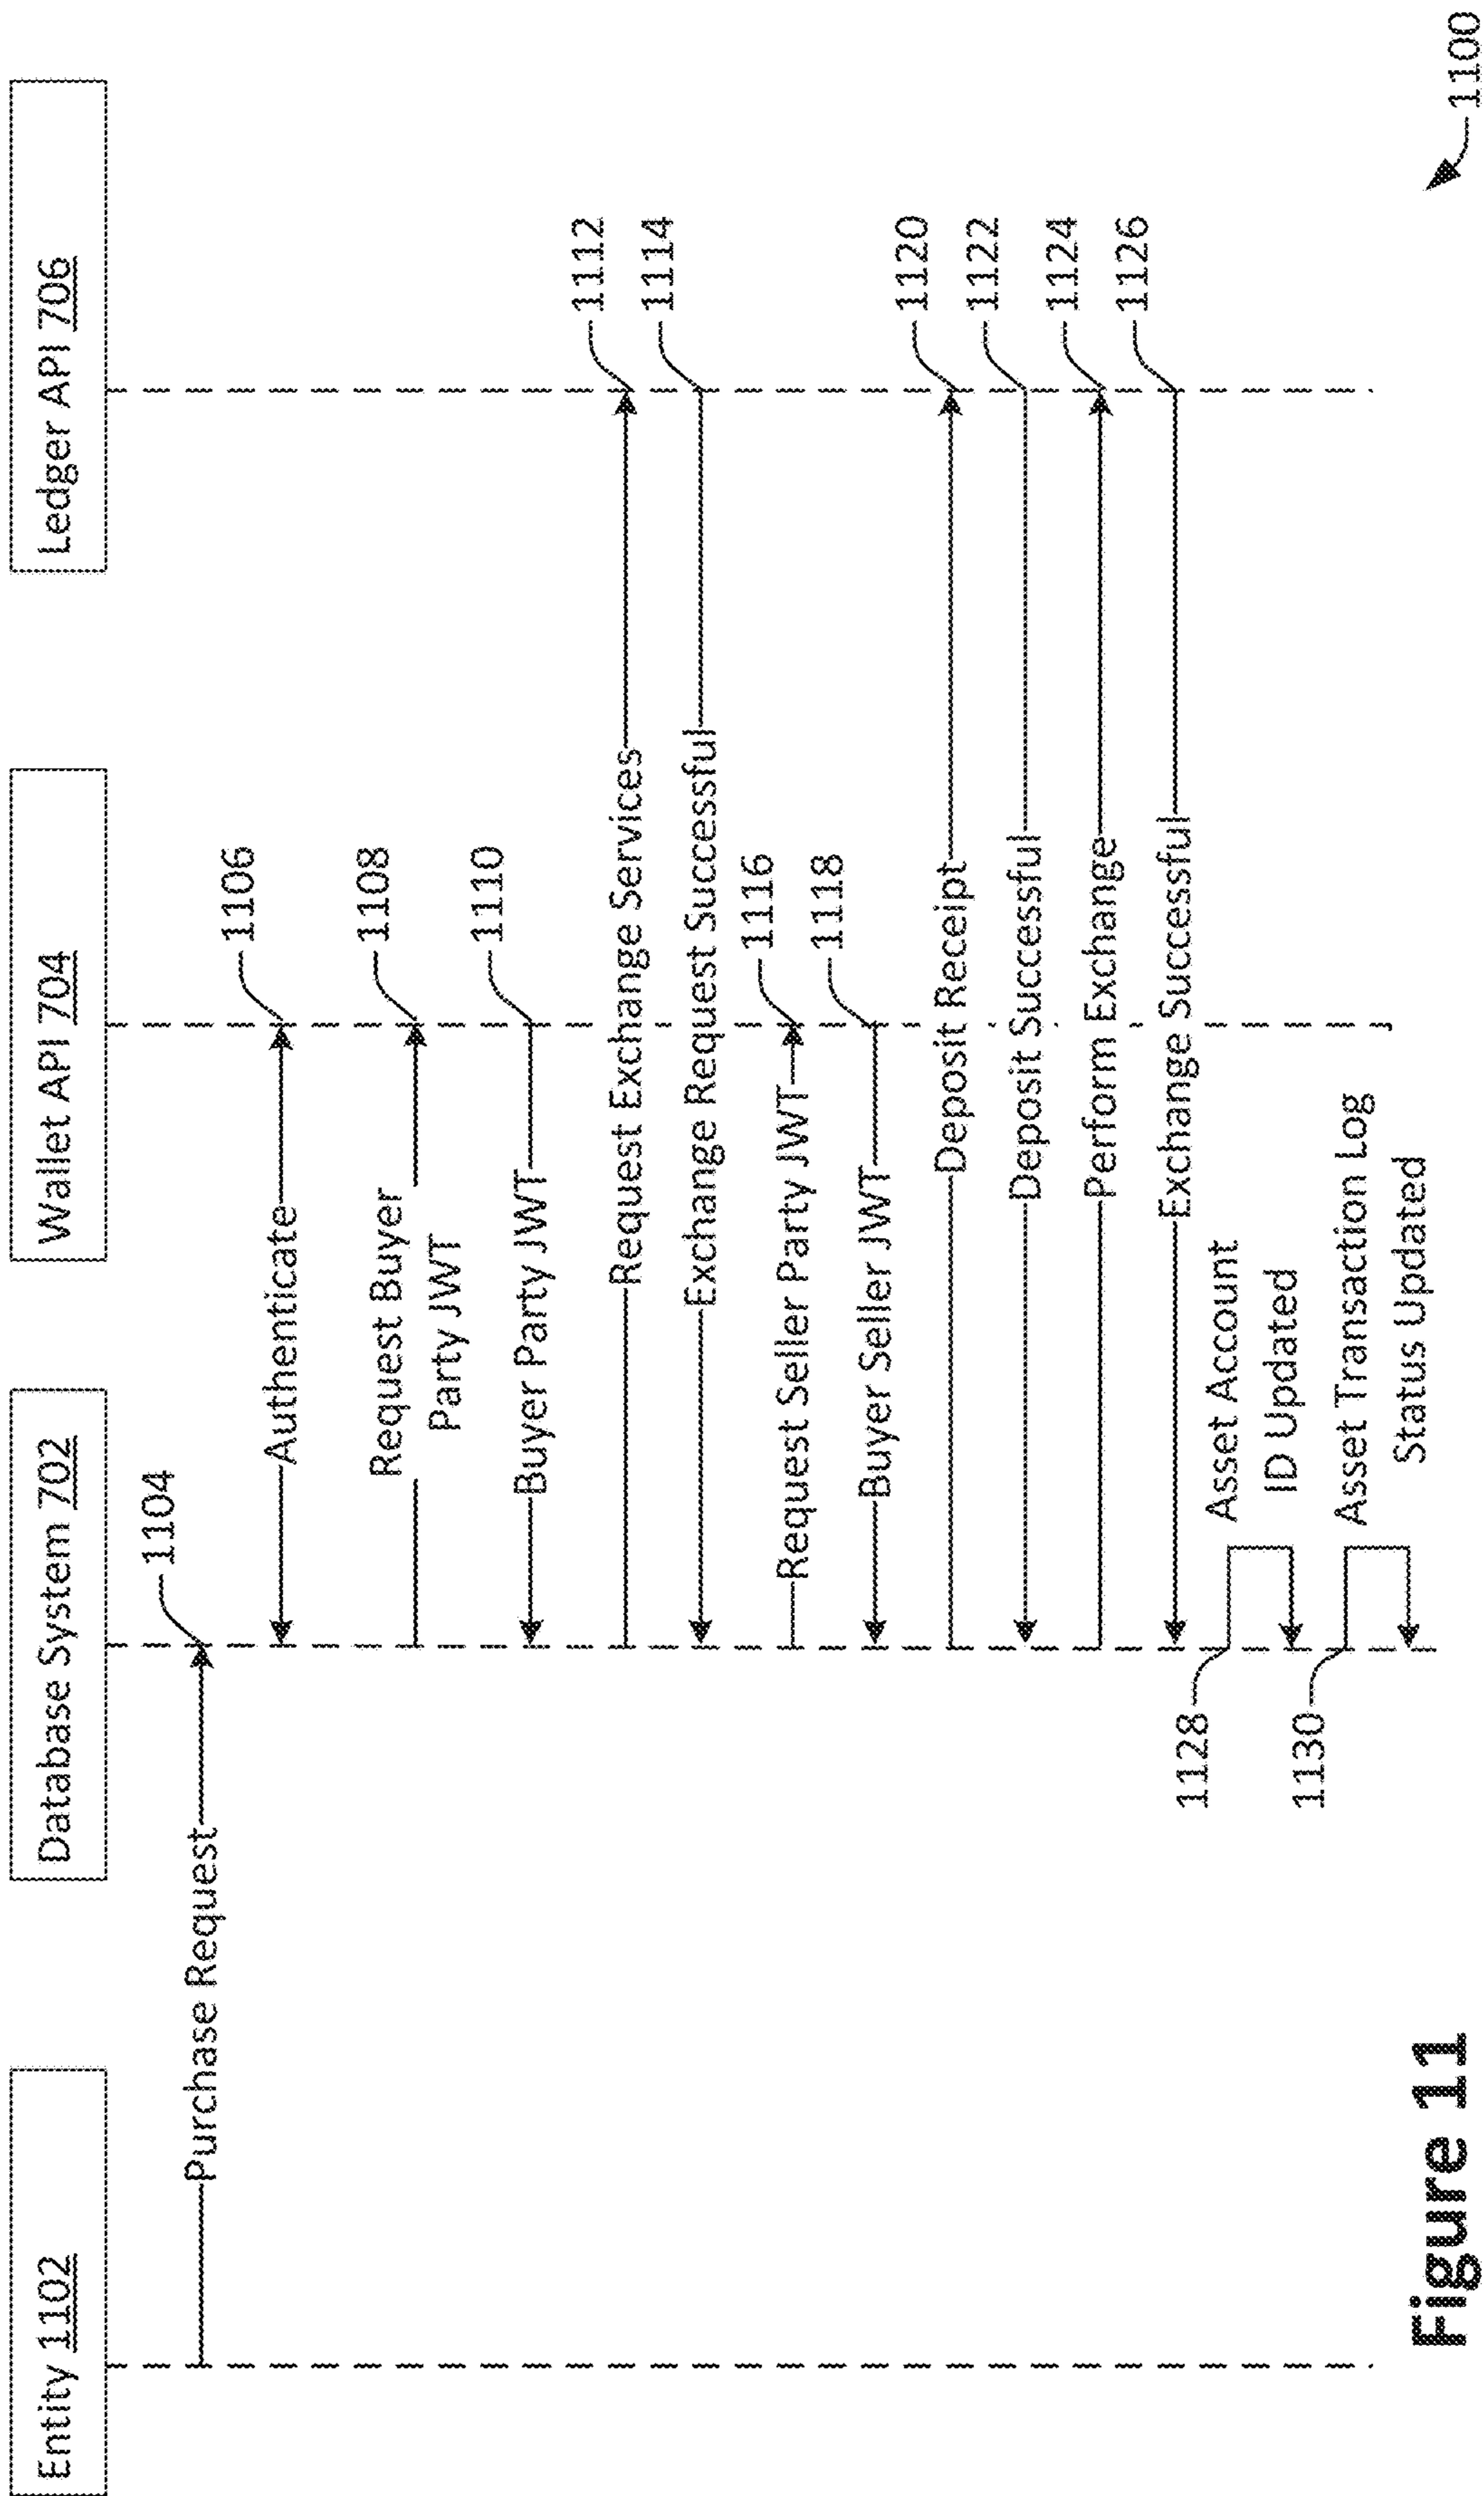 Entity 1102
Database System 702
Wallet API 704
Ledger API 706
1104
Purchase Request
1106
Authenticate
1108
Request Buyer
Party JWT
1110
Buyer Party JWT
1112
Request Exchange Services
1114
Exchange Request Successful
1116
Request Seller Party JWT
1118
Buyer Seller JWT
1120
Deposit Receipt
1122
Deposit Successful
1124
Perform Exchange
1126
Exchange Successful
1128
Asset Account
ID Updated
1130
Asset Transaction Log
Status Updated
Figure 11
1100